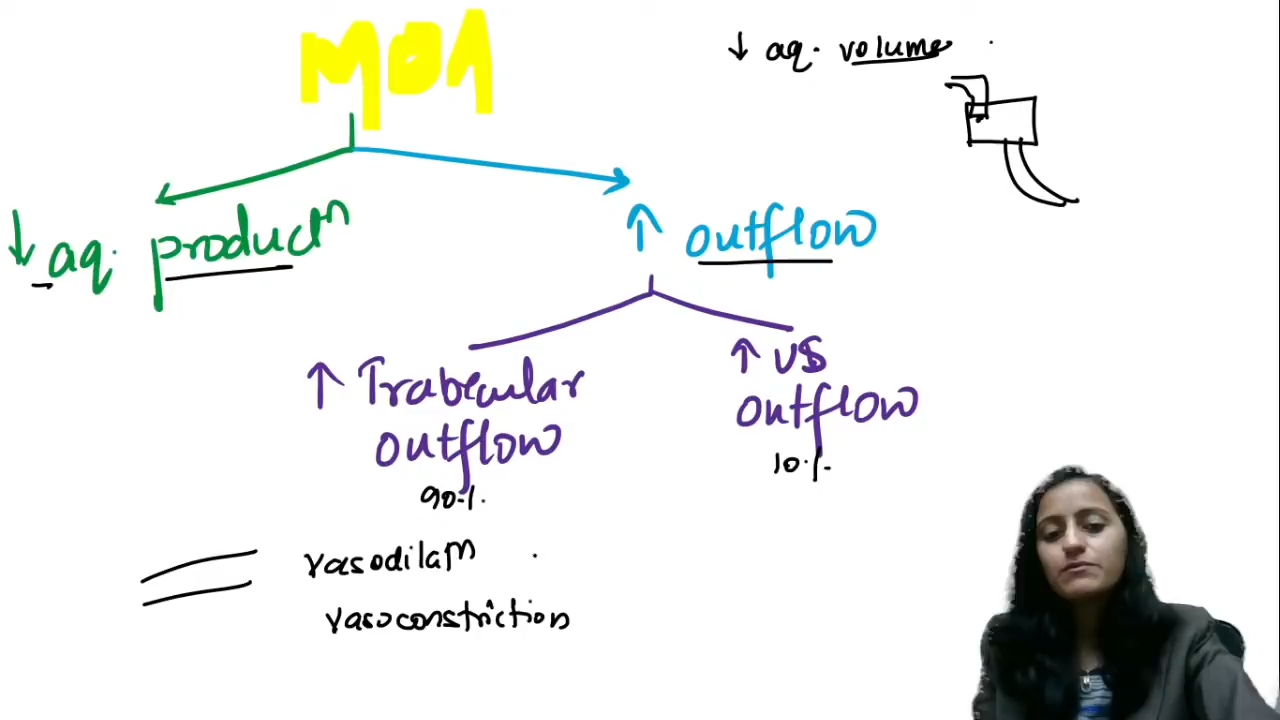 MOA
↓ aq. volume
↓ aq. productⁿ
↑ outflow
↑ Trabecular
outflow
90%
↑ US
outflow
10%
vasodilatⁿ
vasoconstriction